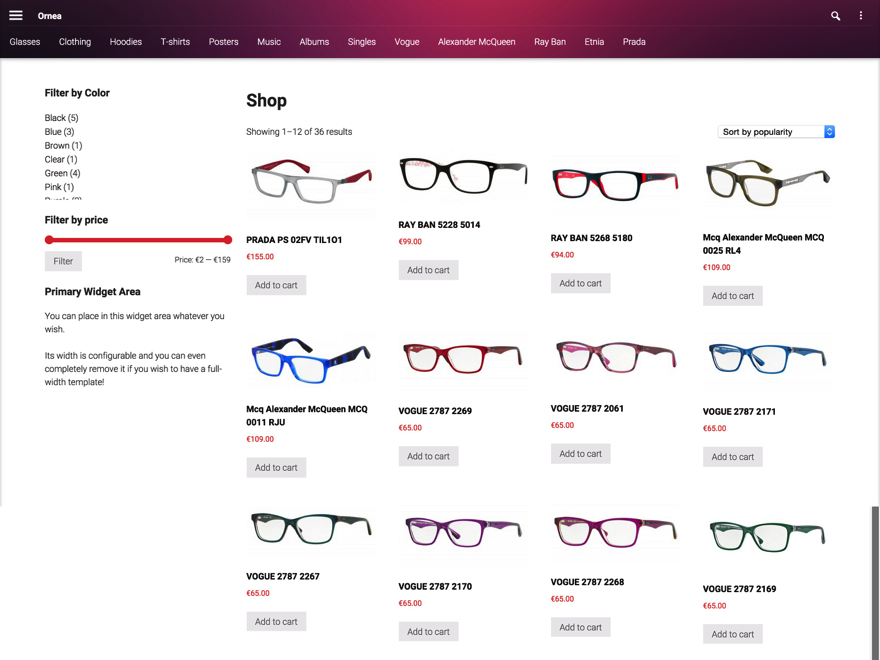 Ornea
Glasses Clothing Hoodies T-shirts Posters Music Albums Singles Vogue Alexander McQueen Ray Ban Etnia Prada
Filter by Color
Black (5)
Blue (3)
Brown (1)
Clear (1)
Green (4)
Pink (1)
Filter by price
Filter
Price: €2 — €159
Primary Widget Area
You can place in this widget area whatever you
wish.
Its width is configurable and you can even
completely remove it if you wish to have a full-
width template!
Shop
Showing 1–12 of 36 results
Sort by popularity
PRADA PS 02FV TIL1O1
€155.00
Add to cart
RAY BAN 5228 5014
€99.00
Add to cart
RAY BAN 5268 5180
€94.00
Add to cart
Mcq Alexander McQueen MCQ
0025 RL4
€109.00
Add to cart
Mcq Alexander McQueen MCQ
0011 RJU
€109.00
Add to cart
VOGUE 2787 2269
€65.00
Add to cart
VOGUE 2787 2061
€65.00
Add to cart
VOGUE 2787 2171
€65.00
Add to cart
VOGUE 2787 2267
€65.00
Add to cart
VOGUE 2787 2170
€65.00
Add to cart
VOGUE 2787 2268
€65.00
Add to cart
VOGUE 2787 2169
€65.00
Add to cart